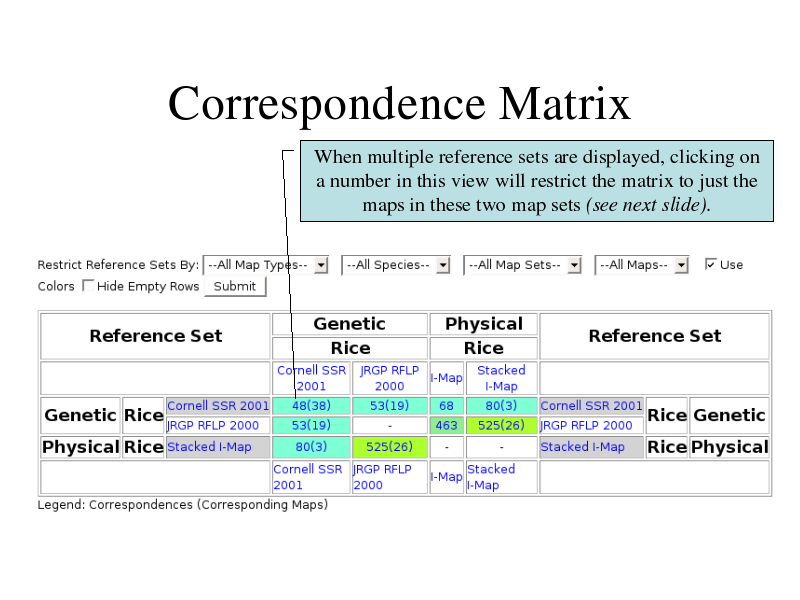 Correspondence Matrix
When multiple reference sets are displayed, clicking on
a number in this view will restrict the matrix to just the
maps in these two map sets (see next slide).
Restrict Reference Sets By: --All Map Types-- --All Species-- --All Map Sets-- --All Maps-- Use
Colors Hide Empty Rows Submit
Reference Set Genetic Physical Reference Set
Rice Rice
Cornell SSR 2001 JRGP RFLP 2000 I-Map Stacked I-Map
Genetic Rice Cornell SSR 2001 48(38) 53(19) 68 80(3) Cornell SSR 2001 Rice Genetic
JRGP RFLP 2000 53(19) - 463 525(26) JRGP RFLP 2000
Physical Rice Stacked I-Map 80(3) 525(26) - - Stacked I-Map Rice Physical
Cornell SSR 2001 JRGP RFLP 2000 I-Map Stacked I-Map
Legend: Correspondences (Corresponding Maps)